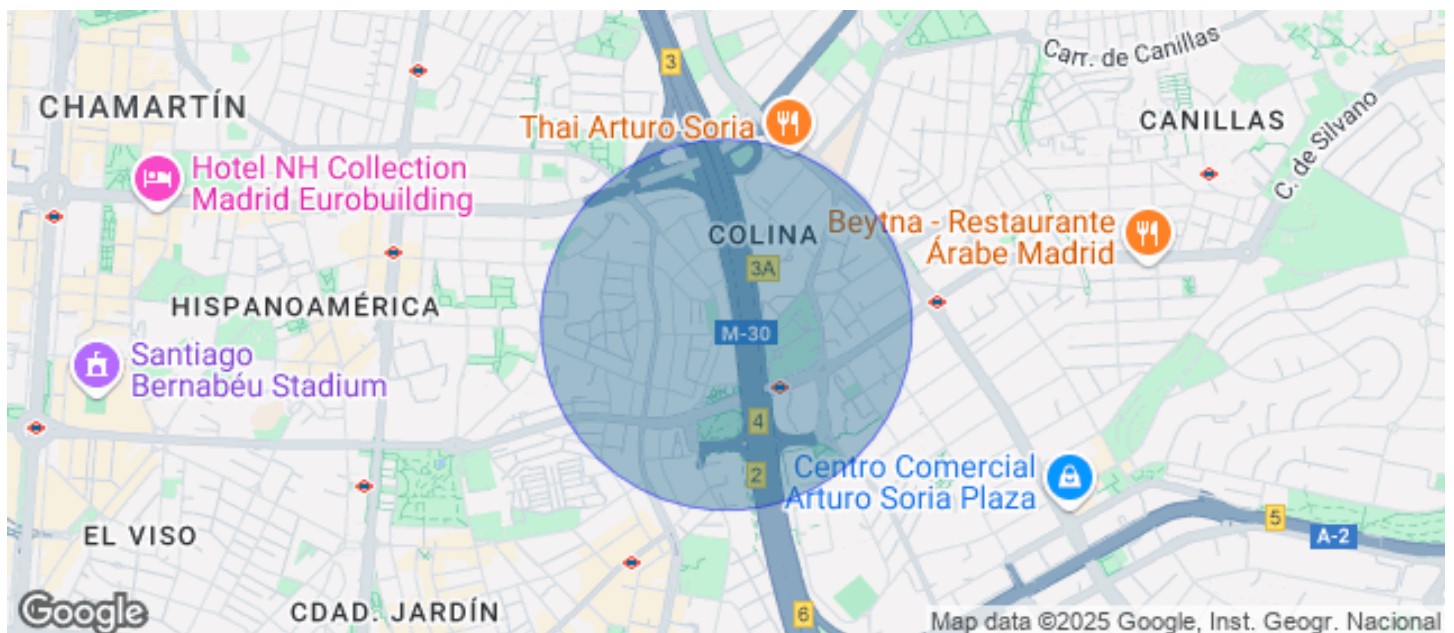 3
Carr. de Canillas
CHAMARTÍN
Thai Arturo Soria
CANILLAS
C. de Silvano
Hotel NH Collection
Madrid Eurobuilding
COLINA
Beytna - Restaurante
Árabe Madrid
3A
HISPANOAMÉRICA
M-30
Santiago
Bernabéu Stadium
4
2
Centro Comercial
Arturo Soria Plaza
5
A-2
EL VISO
CDAD. JARDÍN
6
Google
Map data ©2025 Google, Inst. Geogr. Nacional